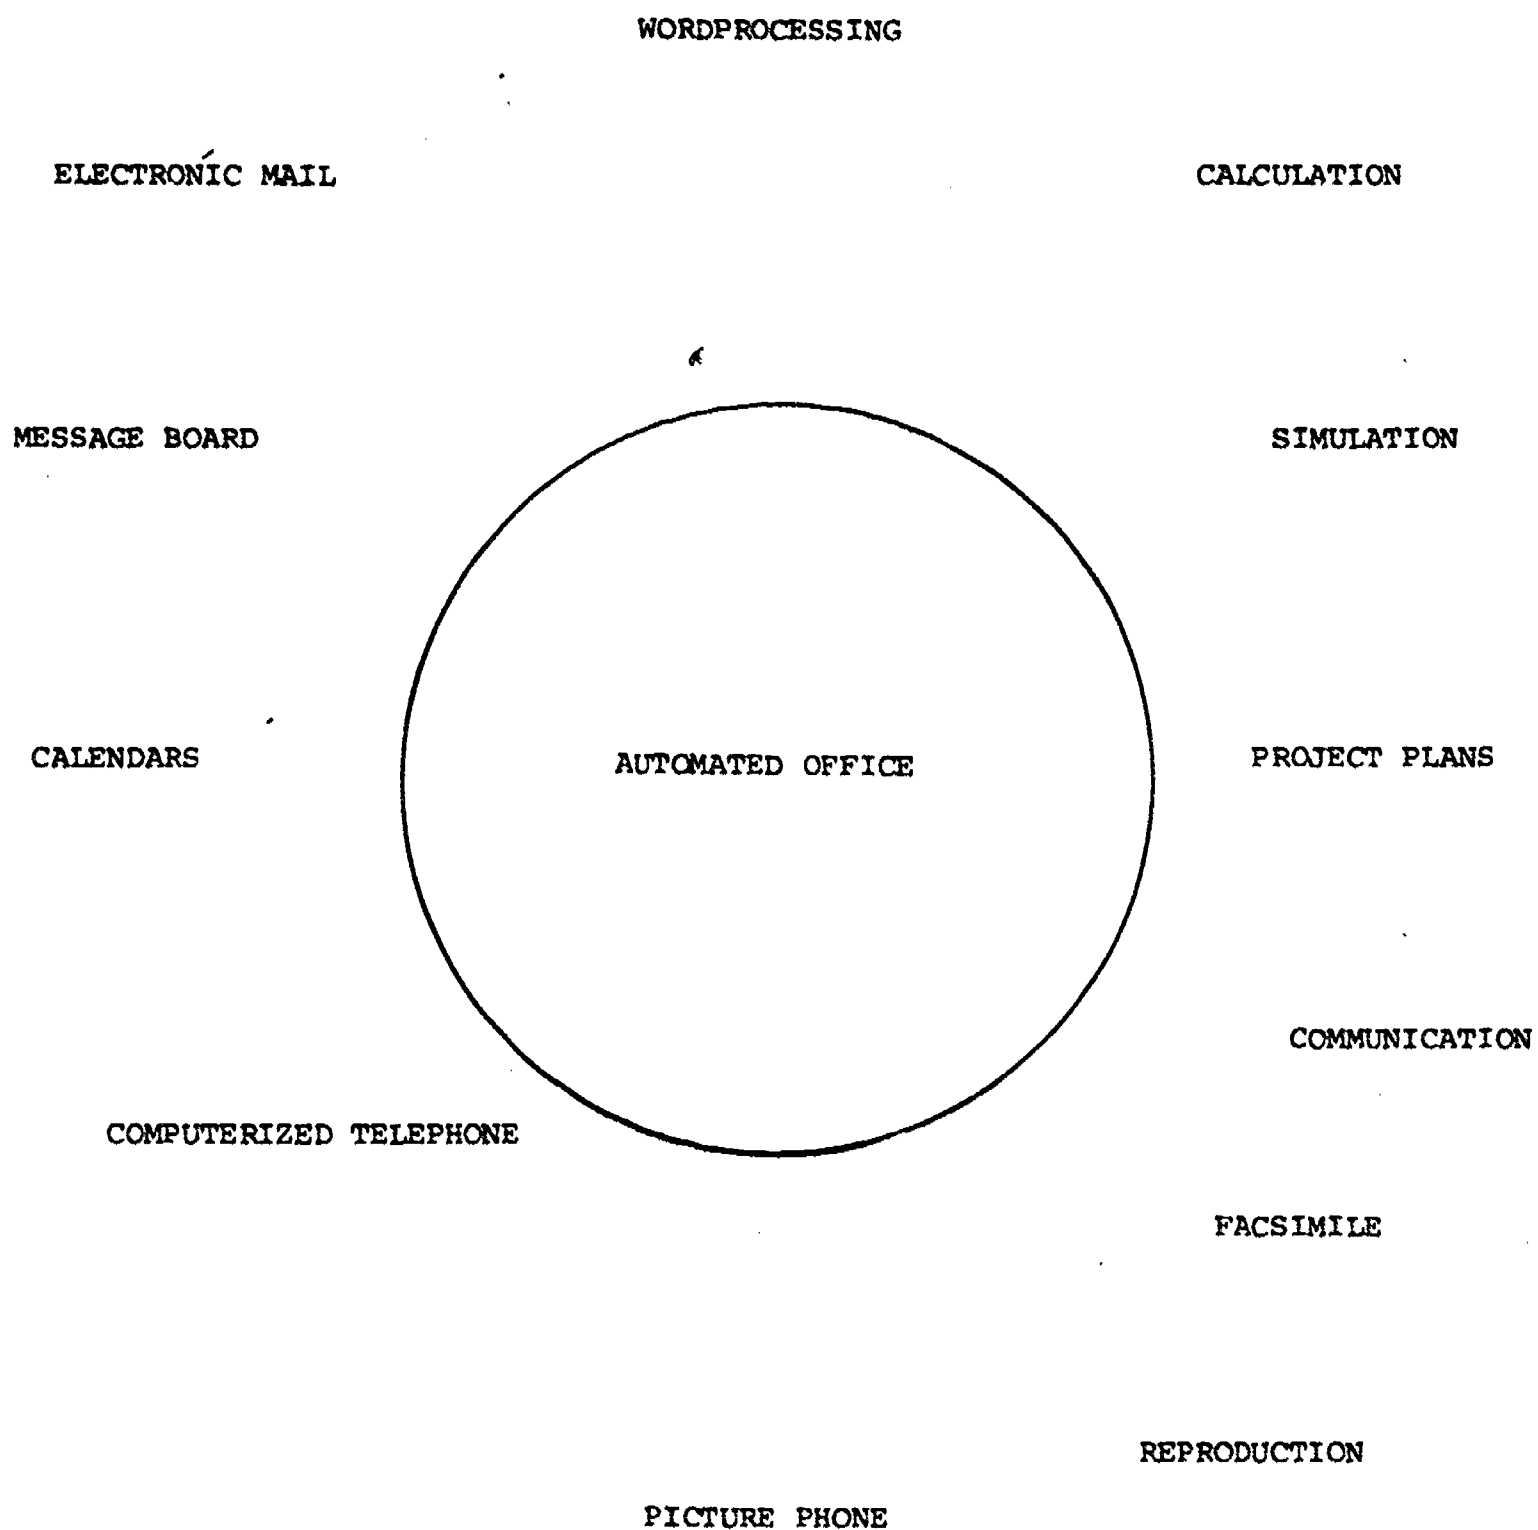 WORDPROCESSING
ELECTRONIC MAIL
CALCULATION
MESSAGE BOARD
SIMULATION
CALENDARS
AUTOMATED OFFICE
PROJECT PLANS
COMMUNICATION
COMPUTERIZED TELEPHONE
FACSIMILE
REPRODUCTION
PICTURE PHONE